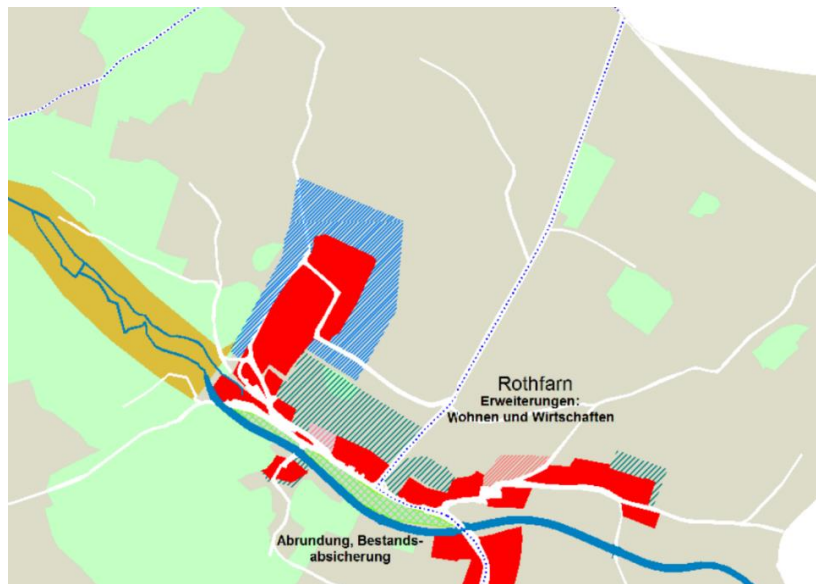 Rothfarn
Erweiterungen:
Wohnen und Wirtschaften
Abrundung, Bestands-
absicherung